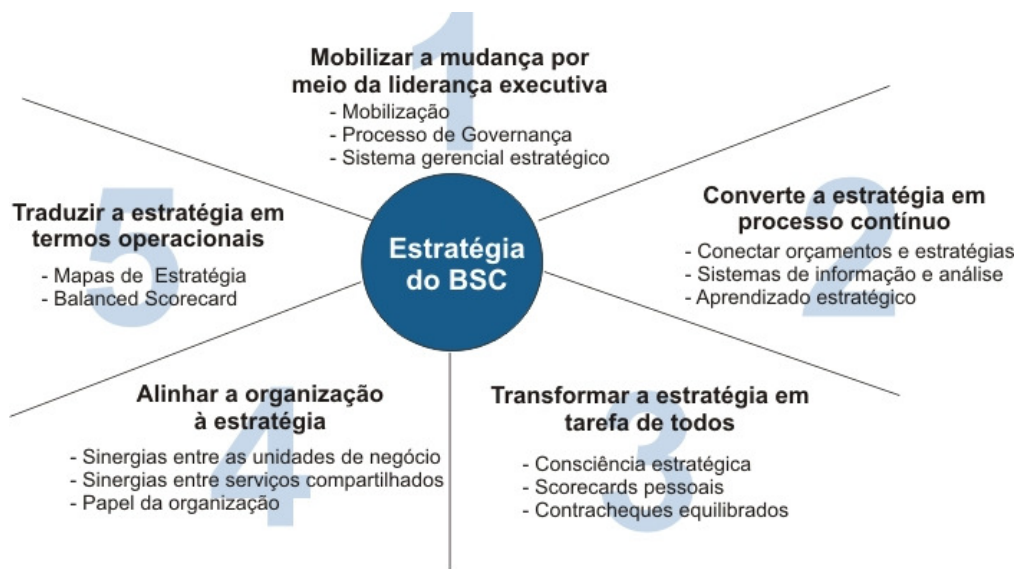 1
Mobilizar a mudança por
meio da liderança executiva
- Mobilização
- Processo de Governança
- Sistema gerencial estratégico
2
Converte a estratégia em
processo contínuo
- Conectar orçamentos e estratégias
- Sistemas de informação e análise
- Aprendizado estratégico
3
Transformar a estratégia em
tarefa de todos
- Consciência estratégica
- Scorecards pessoais
- Contracheques equilibrados
4
Alinhar a organização
à estratégia
- Sinergias entre as unidades de negócio
- Sinergias entre serviços compartilhados
- Papel da organização
5
Traduzir a estratégia em
termos operacionais
- Mapas de Estratégia
- Balanced Scorecard
Estratégia
do BSC